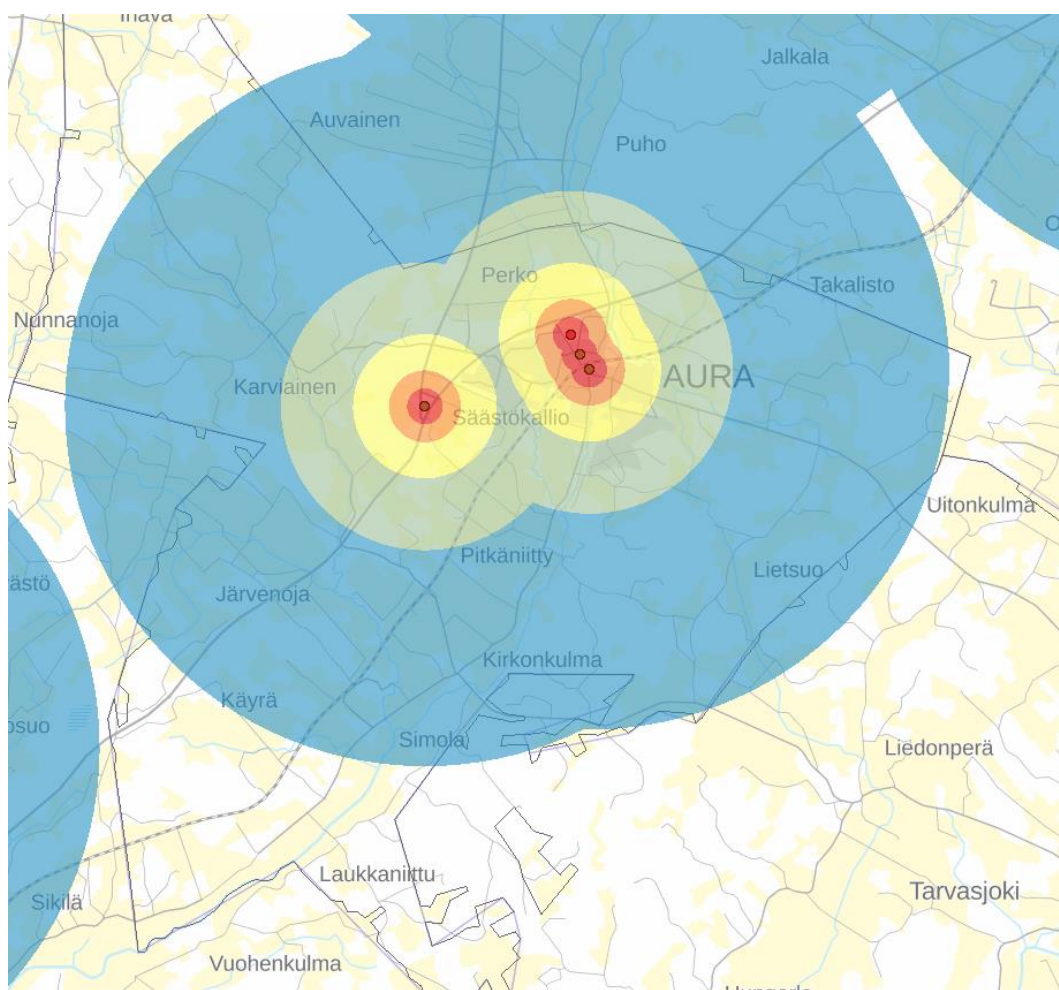 Jalkala
Auvainen
Puho
Perko
Takalisto
Nunnanoja
AURA
Karviainen
Säästökallio
Uitonkulma
Pitkäniitty
Lietsuo
Järvenoja
Kirkonkulma
Käyrä
Simola
Liedonperä
Laukkaniittu
Tarvasjoki
Sikilä
Vuohenkulma